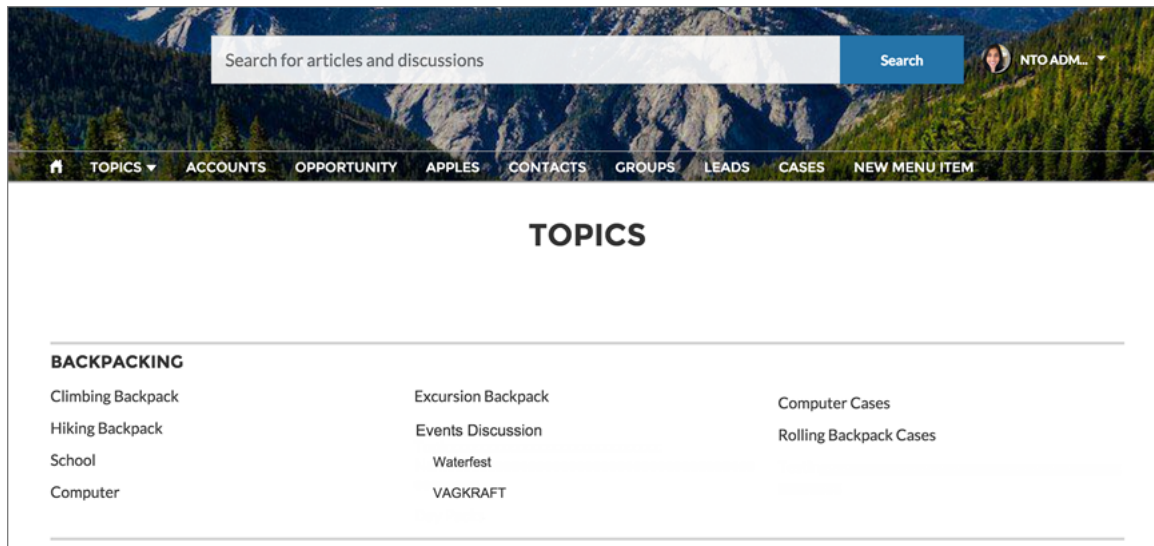 Search for articles and discussions
Search
NTO ADM...
TOPICS
ACCOUNTS
OPPORTUNITY
APPLES
CONTACTS
GROUPS
LEADS
CASES
NEW MENU ITEM
TOPICS
BACKPACKING
Climbing Backpack
Hiking Backpack
School
Computer
Excursion Backpack
Events Discussion
Waterfest
VAGKRAFT
Computer Cases
Rolling Backpack Cases